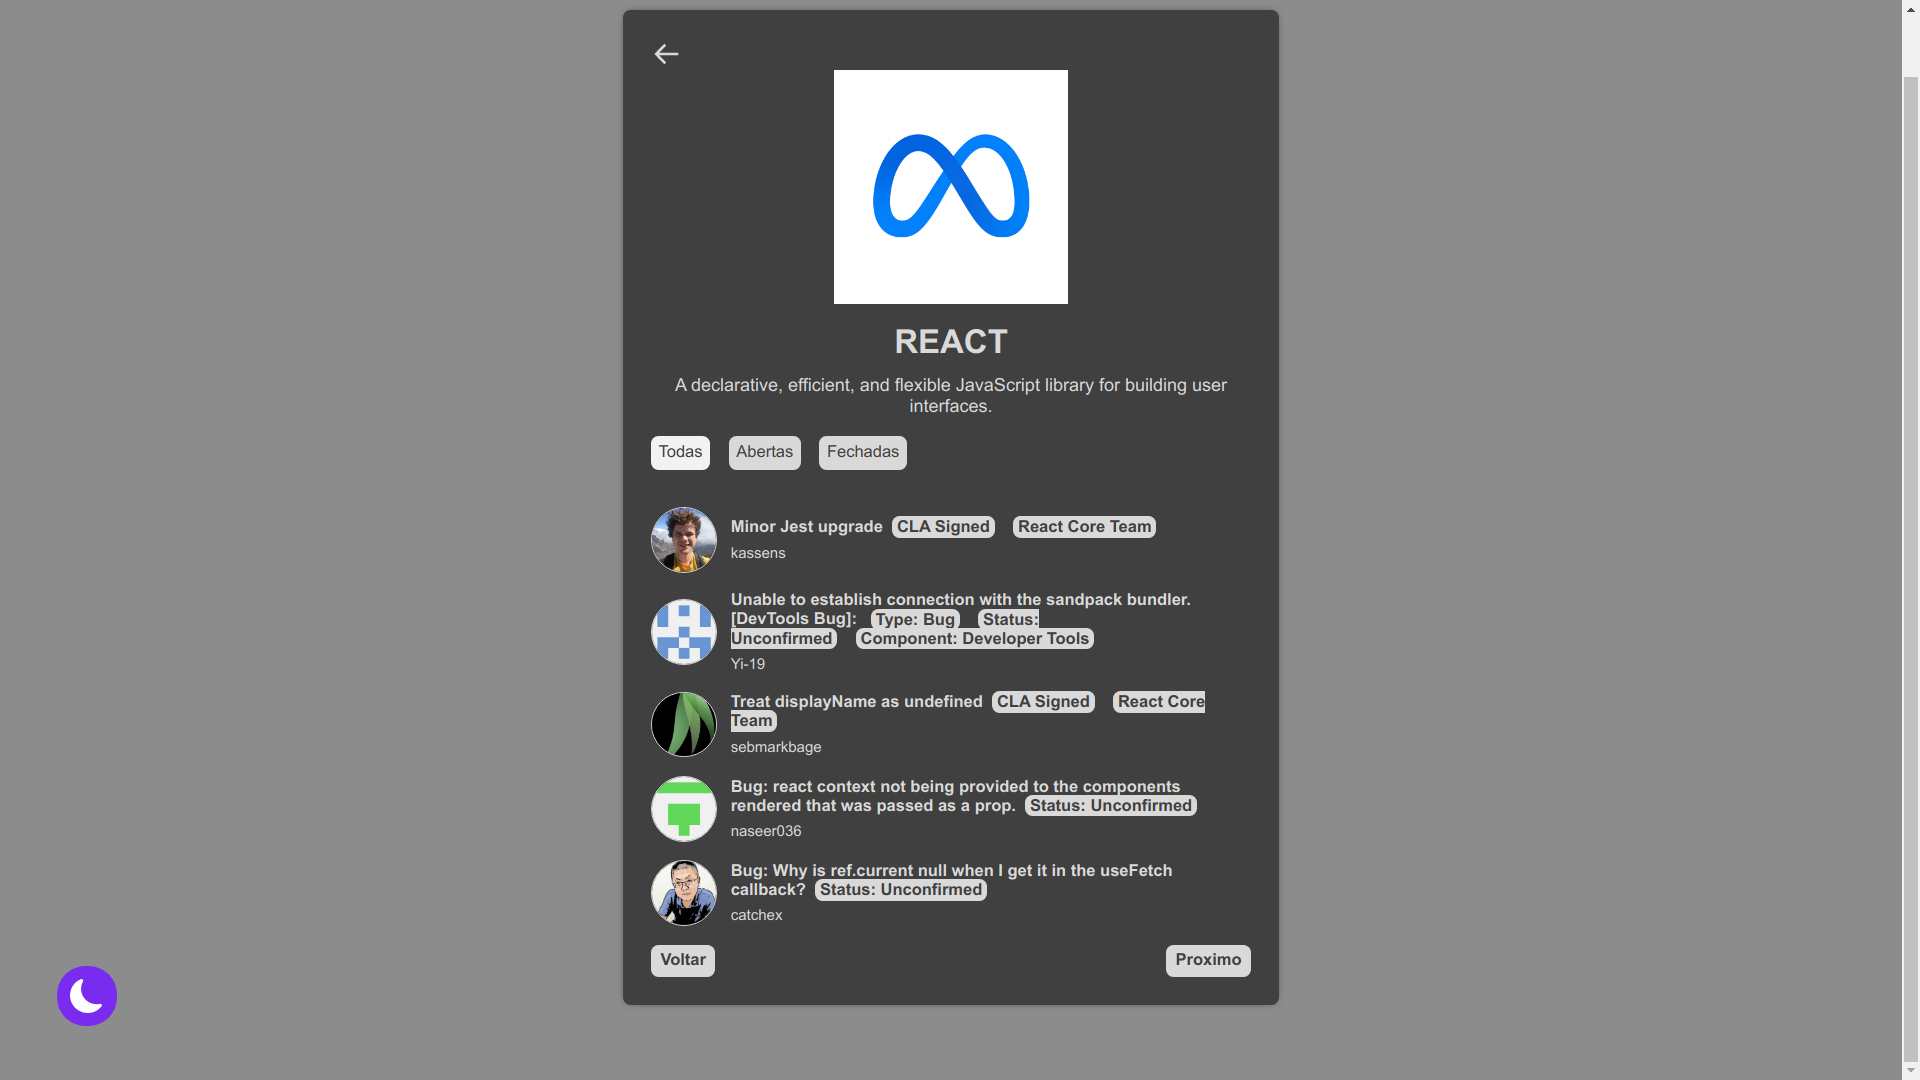 REACT
A declarative, efficient, and flexible JavaScript library for building user
interfaces.
Todas Abertas Fechadas
Minor Jest upgrade CLA Signed React Core Team
kassens
Unable to establish connection with the sandpack bundler.
[DevTools Bug]: Type: Bug Status:
Unconfirmed Component: Developer Tools
Yi-19
Treat displayName as undefined CLA Signed React Core
Team
sebmarkbage
Bug: react context not being provided to the components
rendered that was passed as a prop. Status: Unconfirmed
naseer036
Bug: Why is ref.current null when I get it in the useFetch
callback? Status: Unconfirmed
catchex
Voltar Proximo